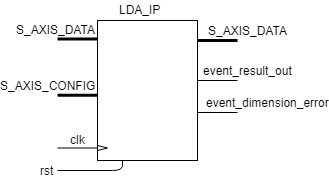 LDA_IP
S_AXIS_DATA
S_AXIS_DATA
event_result_out
S_AXIS_CONFIG
event_dimension_error
clk
rst